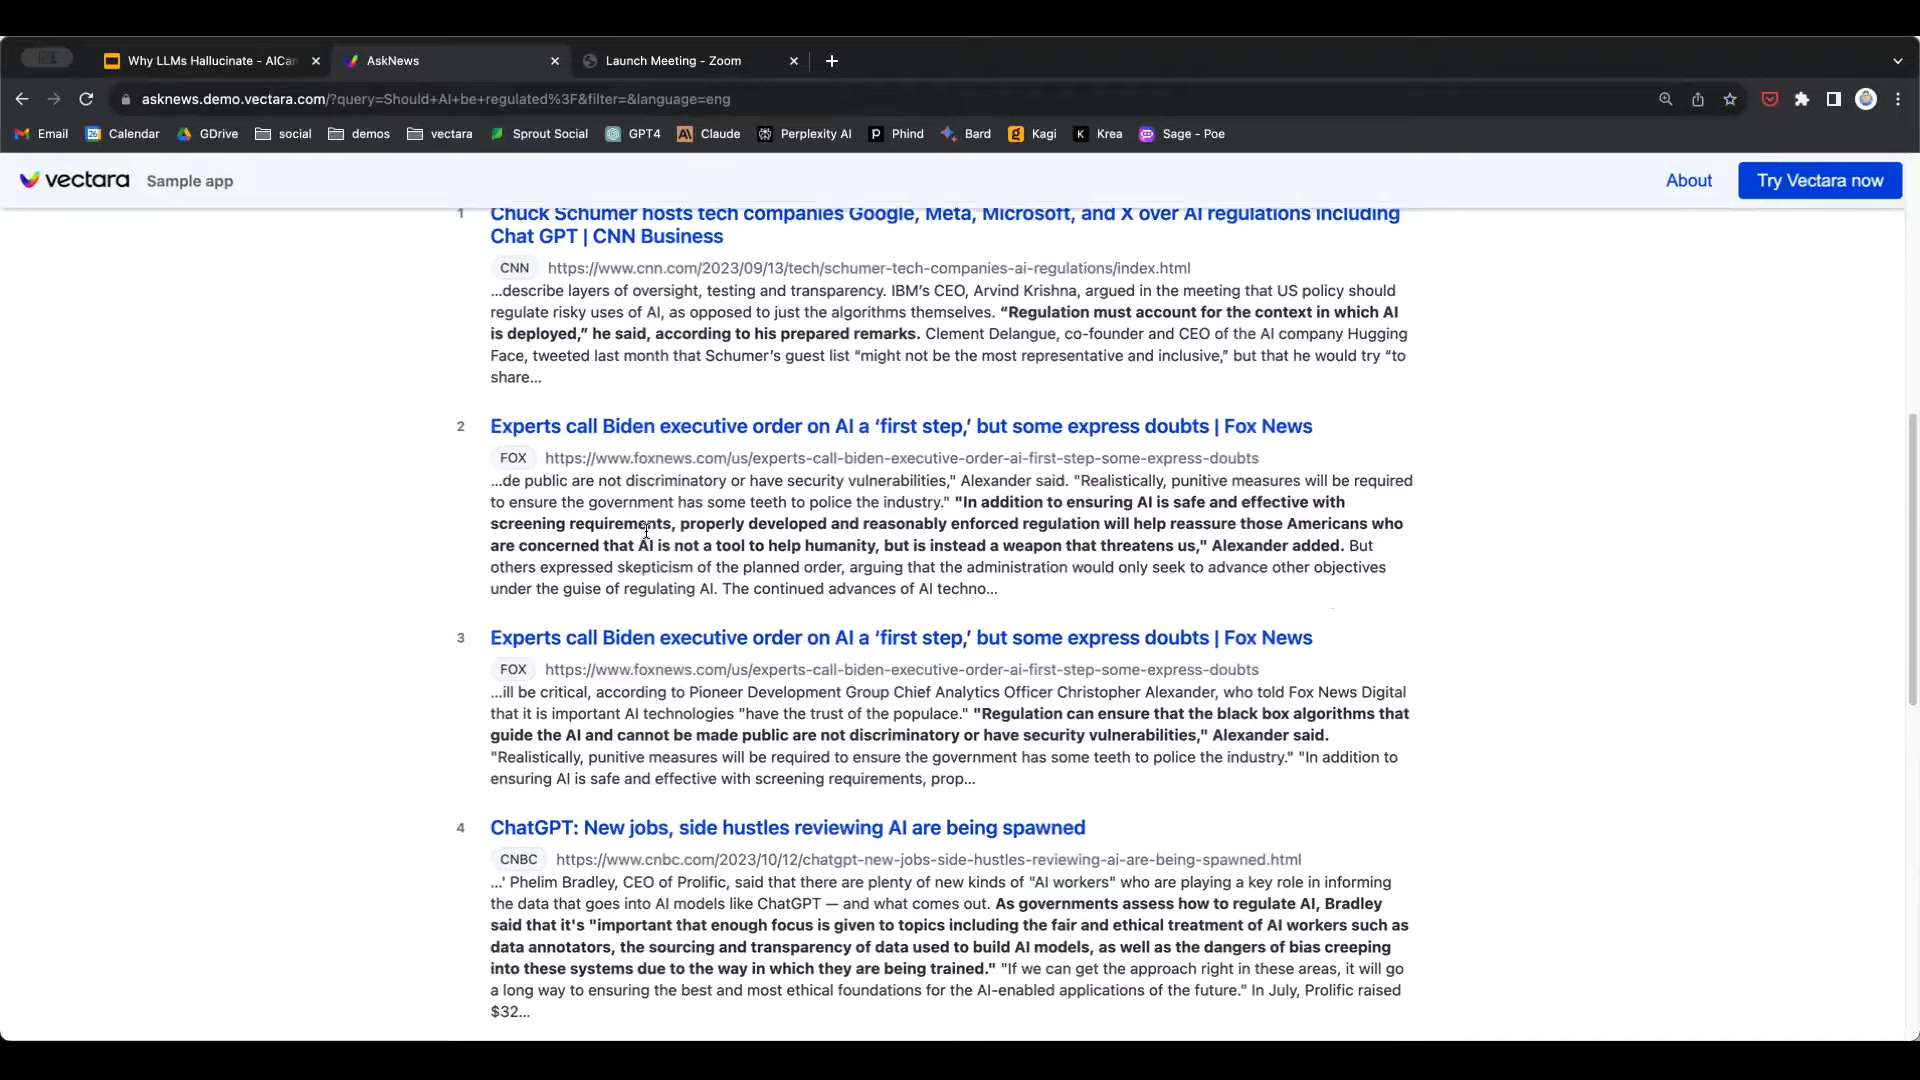 Why LLMs Hallucinate - AICa
AskNews
Launch Meeting - Zoom
asknews.demo.vectara.com/?query=Should+AI+be+regulated%3F&filter=&language=eng
Email
Calendar
GDrive
social
demos
vectara
Sprout Social
GPT4
Claude
Perplexity AI
Phind
Bard
Kagi
Krea
Sage - Poe
vectara
Sample app
About
Try Vectara now
1
Chuck Schumer hosts tech companies Google, Meta, Microsoft, and X over AI regulations including
Chat GPT | CNN Business
CNN https://www.cnn.com/2023/09/13/tech/schumer-tech-companies-ai-regulations/index.html
...describe layers of oversight, testing and transparency. IBM’s CEO, Arvind Krishna, argued in the meeting that US policy should
regulate risky uses of AI, as opposed to just the algorithms themselves. “Regulation must account for the context in which AI
is deployed,” he said, according to his prepared remarks. Clement Delangue, co-founder and CEO of the AI company Hugging
Face, tweeted last month that Schumer’s guest list “might not be the most representative and inclusive,” but that he would try “to
share...
2
Experts call Biden executive order on AI a ‘first step,’ but some express doubts | Fox News
FOX https://www.foxnews.com/us/experts-call-biden-executive-order-ai-first-step-some-express-doubts
...de public are not discriminatory or have security vulnerabilities," Alexander said. "Realistically, punitive measures will be required
to ensure the government has some teeth to police the industry." "In addition to ensuring AI is safe and effective with
screening requirements, properly developed and reasonably enforced regulation will help reassure those Americans who
are concerned that AI is not a tool to help humanity, but is instead a weapon that threatens us," Alexander added. But
others expressed skepticism of the planned order, arguing that the administration would only seek to advance other objectives
under the guise of regulating AI. The continued advances of AI techno...
3
Experts call Biden executive order on AI a ‘first step,’ but some express doubts | Fox News
FOX https://www.foxnews.com/us/experts-call-biden-executive-order-ai-first-step-some-express-doubts
...ill be critical, according to Pioneer Development Group Chief Analytics Officer Christopher Alexander, who told Fox News Digital
that it is important AI technologies "have the trust of the populace." "Regulation can ensure that the black box algorithms that
guide the AI and cannot be made public are not discriminatory or have security vulnerabilities," Alexander said.
"Realistically, punitive measures will be required to ensure the government has some teeth to police the industry." "In addition to
ensuring AI is safe and effective with screening requirements, prop...
4
ChatGPT: New jobs, side hustles reviewing AI are being spawned
CNBC https://www.cnbc.com/2023/10/12/chatgpt-new-jobs-side-hustles-reviewing-ai-are-being-spawned.html
...' Phelim Bradley, CEO of Prolific, said that there are plenty of new kinds of "AI workers" who are playing a key role in informing
the data that goes into AI models like ChatGPT — and what comes out. As governments assess how to regulate AI, Bradley
said that it's "important that enough focus is given to topics including the fair and ethical treatment of AI workers such as
data annotators, the sourcing and transparency of data used to build AI models, as well as the dangers of bias creeping
into these systems due to the way in which they are being trained." "If we can get the approach right in these areas, it will go
a long way to ensuring the best and most ethical foundations for the AI-enabled applications of the future." In July, Prolific raised
$32...